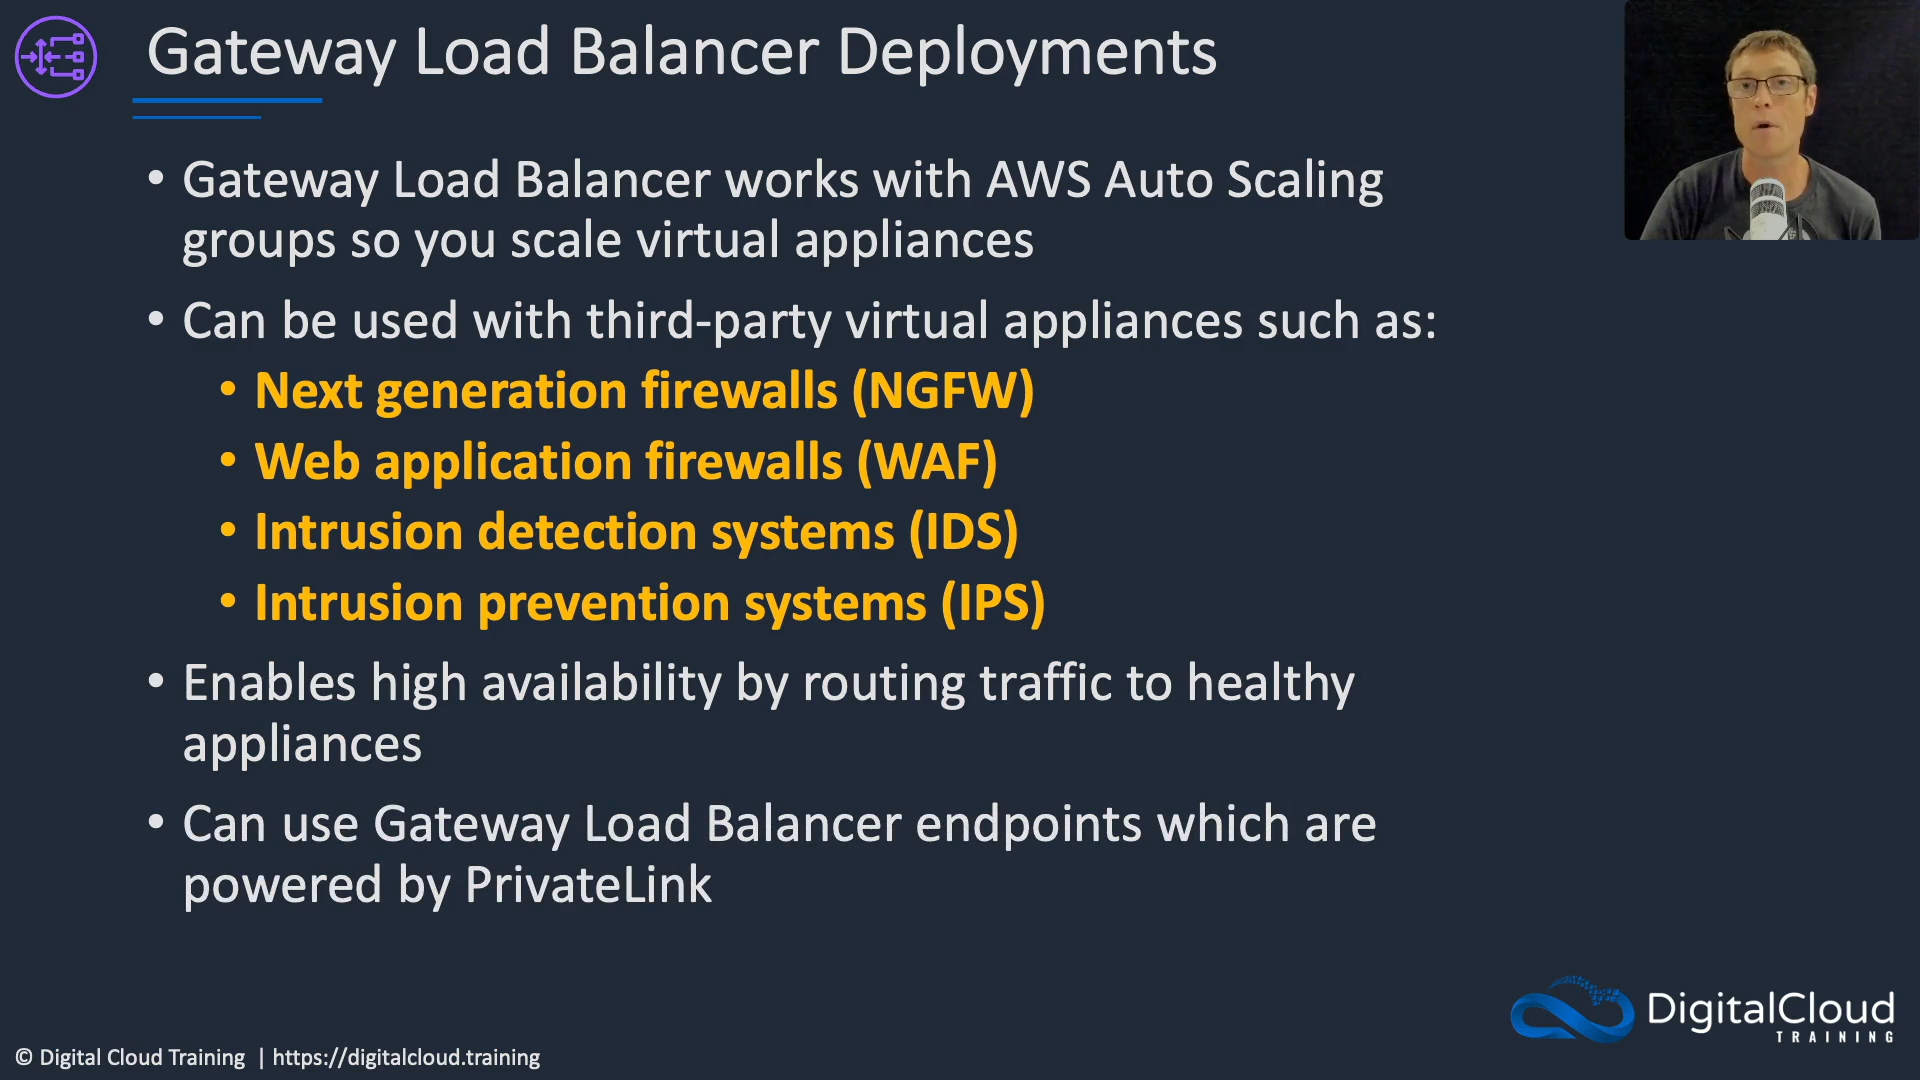 Gateway Load Balancer Deployments
• Gateway Load Balancer works with AWS Auto Scaling
groups so you scale virtual appliances
• Can be used with third-party virtual appliances such as:
• Next generation firewalls (NGFW)
• Web application firewalls (WAF)
• Intrusion detection systems (IDS)
• Intrusion prevention systems (IPS)
• Enables high availability by routing traffic to healthy
appliances
• Can use Gateway Load Balancer endpoints which are
powered by PrivateLink
DigitalCloud
TRAINING
© Digital Cloud Training | https://digitalcloud.training